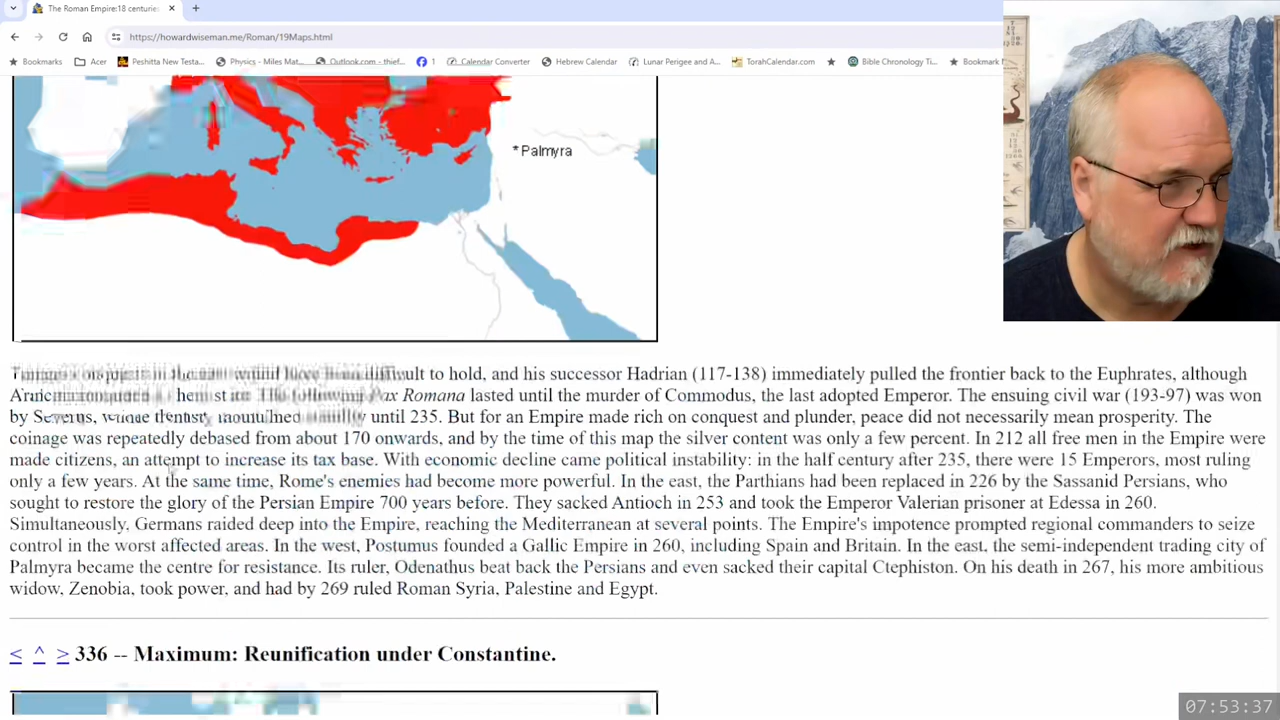 The Roman Empire:18 centurie
https://howardwiseman.me/Roman/19Maps.html
Bookmarks Acer Peshitta New Testa... Physics - Miles Mat... Outlook.com - thief... 1 Calendar Converter Hebrew Calendar Lunar Perigee and A... TorahCalendar.com Bible Chronology Ti... Bookmark
*Palmyra
to hold, and his successor Hadrian (117-138) immediately pulled the frontier back to the Euphrates, although
The following Pax Romana lasted until the murder of Commodus, the last adopted Emperor. The ensuing civil war (193-97) was won
by Severus, until 235. But for an Empire made rich on conquest and plunder, peace did not necessarily mean prosperity. The
coinage was repeatedly debased from about 170 onwards, and by the time of this map the silver content was only a few percent. In 212 all free men in the Empire were
made citizens, an attempt to increase its tax base. With economic decline came political instability: in the half century after 235, there were 15 Emperors, most ruling
only a few years. At the same time, Rome's enemies had become more powerful. In the east, the Parthians had been replaced in 226 by the Sassanid Persians, who
sought to restore the glory of the Persian Empire 700 years before. They sacked Antioch in 253 and took the Emperor Valerian prisoner at Edessa in 260.
Simultaneously, Germans raided deep into the Empire, reaching the Mediterranean at several points. The Empire's impotence prompted regional commanders to seize
control in the worst affected areas. In the west, Postumus founded a Gallic Empire in 260, including Spain and Britain. In the east, the semi-independent trading city of
Palmyra became the centre for resistance. Its ruler, Odenathus beat back the Persians and even sacked their capital Ctephiston. On his death in 267, his more ambitious
widow, Zenobia, took power, and had by 269 ruled Roman Syria, Palestine and Egypt.
< ^ > 336 -- Maximum: Reunification under Constantine.
07:53:37